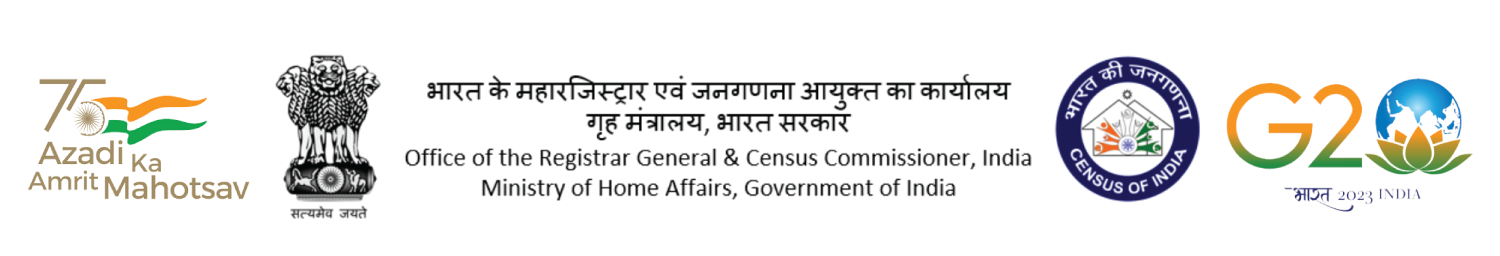 75
Azadi Ka
Amrit Mahotsav
सत्यमेव जयते
भारत के महारजिस्ट्रार एवं जनगणना आयुक्त का कार्यालय
गृह मंत्रालय, भारत सरकार
Office of the Registrar General & Census Commissioner, India
Ministry of Home Affairs, Government of India
भारत की जनगणना
CENSUS OF INDIA
G20
भारत 2023 INDIA